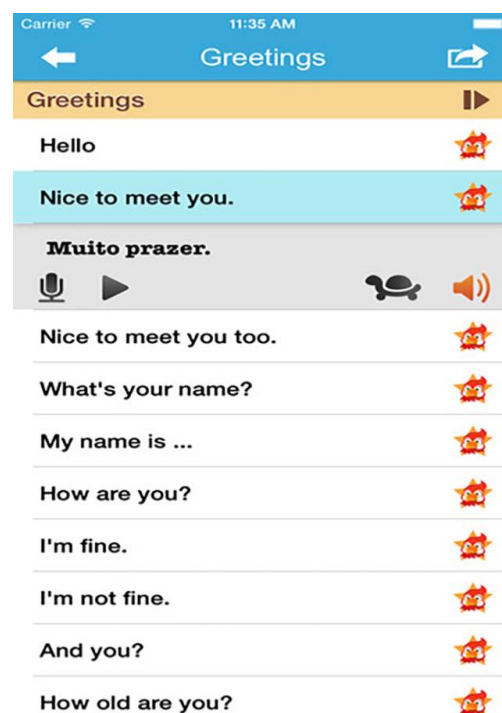 Carrier 11:35 AM
Greetings
Greetings
Hello
Nice to meet you.
Muito prazer.
Nice to meet you too.
What's your name?
My name is ...
How are you?
I'm fine.
I'm not fine.
And you?
How old are you?